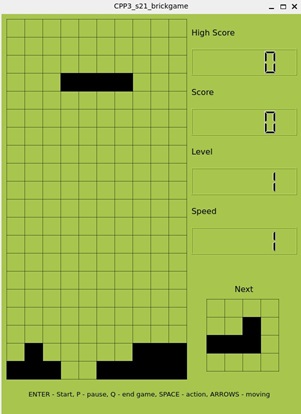 CPP3_s21_brickgame
High Score
0
Score
0
Level
1
Speed
1
Next
ENTER - Start, P - pause, Q - end game, SPACE - action, ARROWS - moving